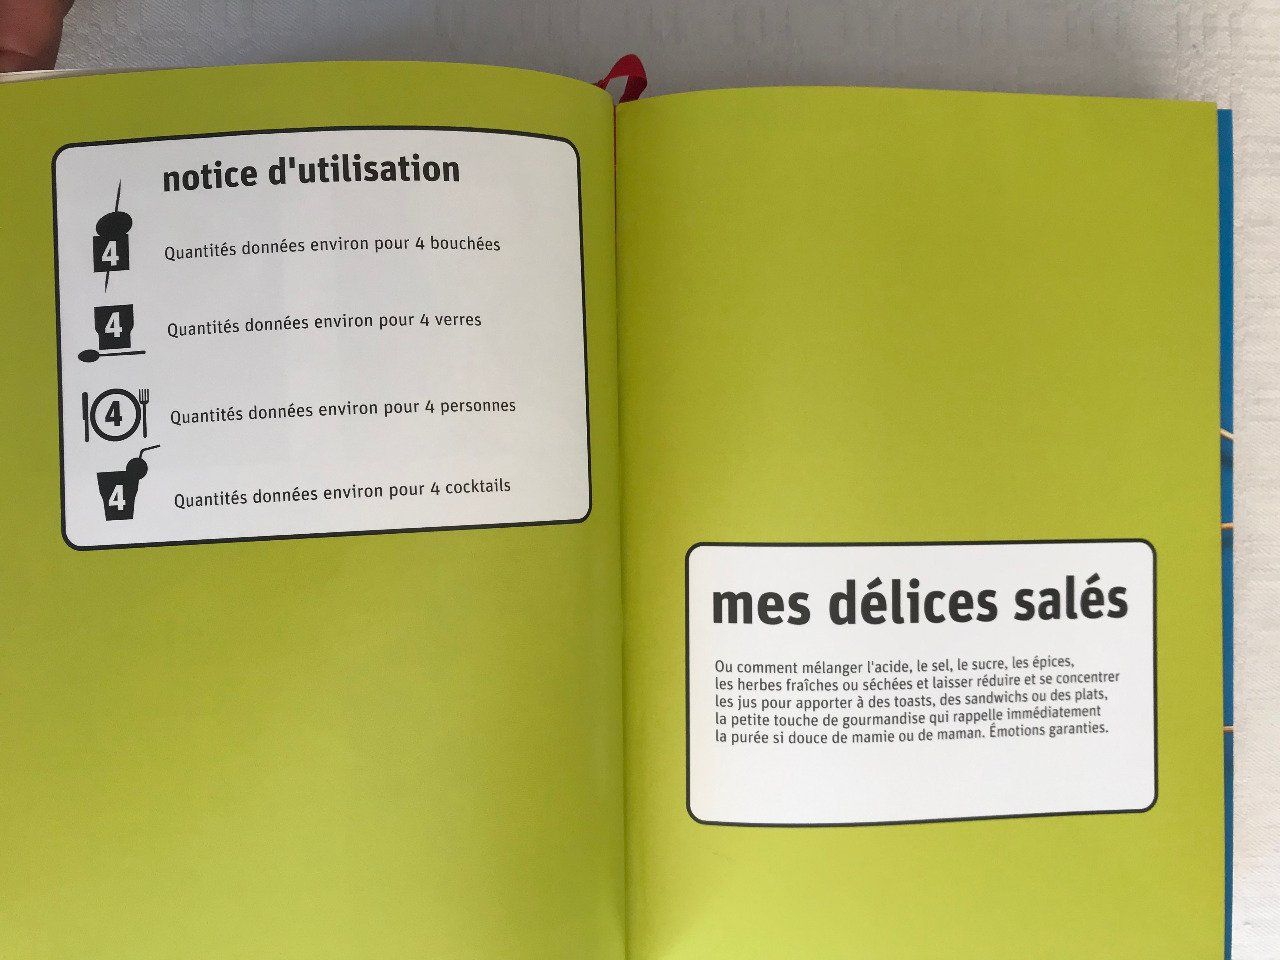 notice d'utilisation
4 Quantités données environ pour 4 bouchées
4 Quantités données environ pour 4 verres
4 Quantités données environ pour 4 personnes
4 Quantités données environ pour 4 cocktails
mes délices salés
Ou comment mélanger l'acide, le sel, le sucre, les épices,
les herbes fraîches ou séchées et laisser réduire et se concentrer
les jus pour apporter à des toasts, des sandwichs ou des plats,
la petite touche de gourmandise qui rappelle immédiatement
la purée si douce de mamie ou de maman. Émotions garanties.